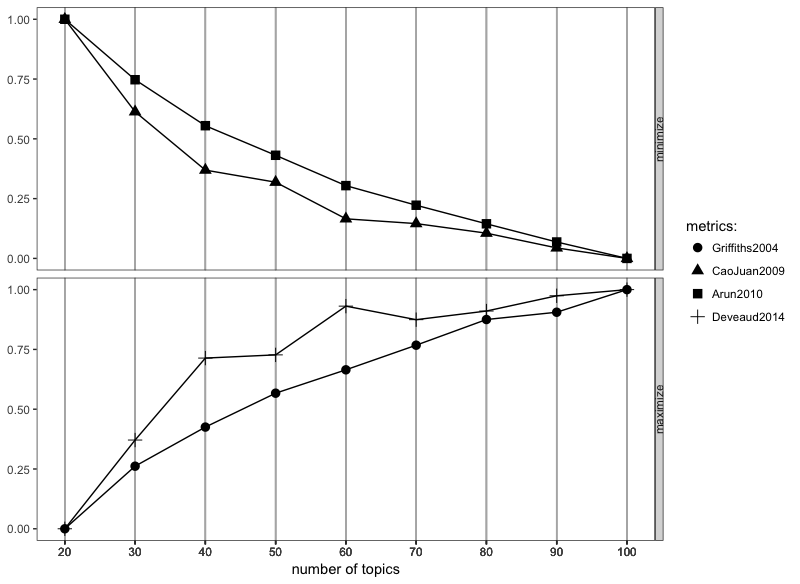 1.00
0.75
0.50
0.25
0.00
minimize
1.00
0.75
0.50
0.25
0.00
maximize
20 30 40 50 60 70 80 90 100
number of topics
metrics:
Griffiths2004
CaoJuan2009
Arun2010
Deveaud2014